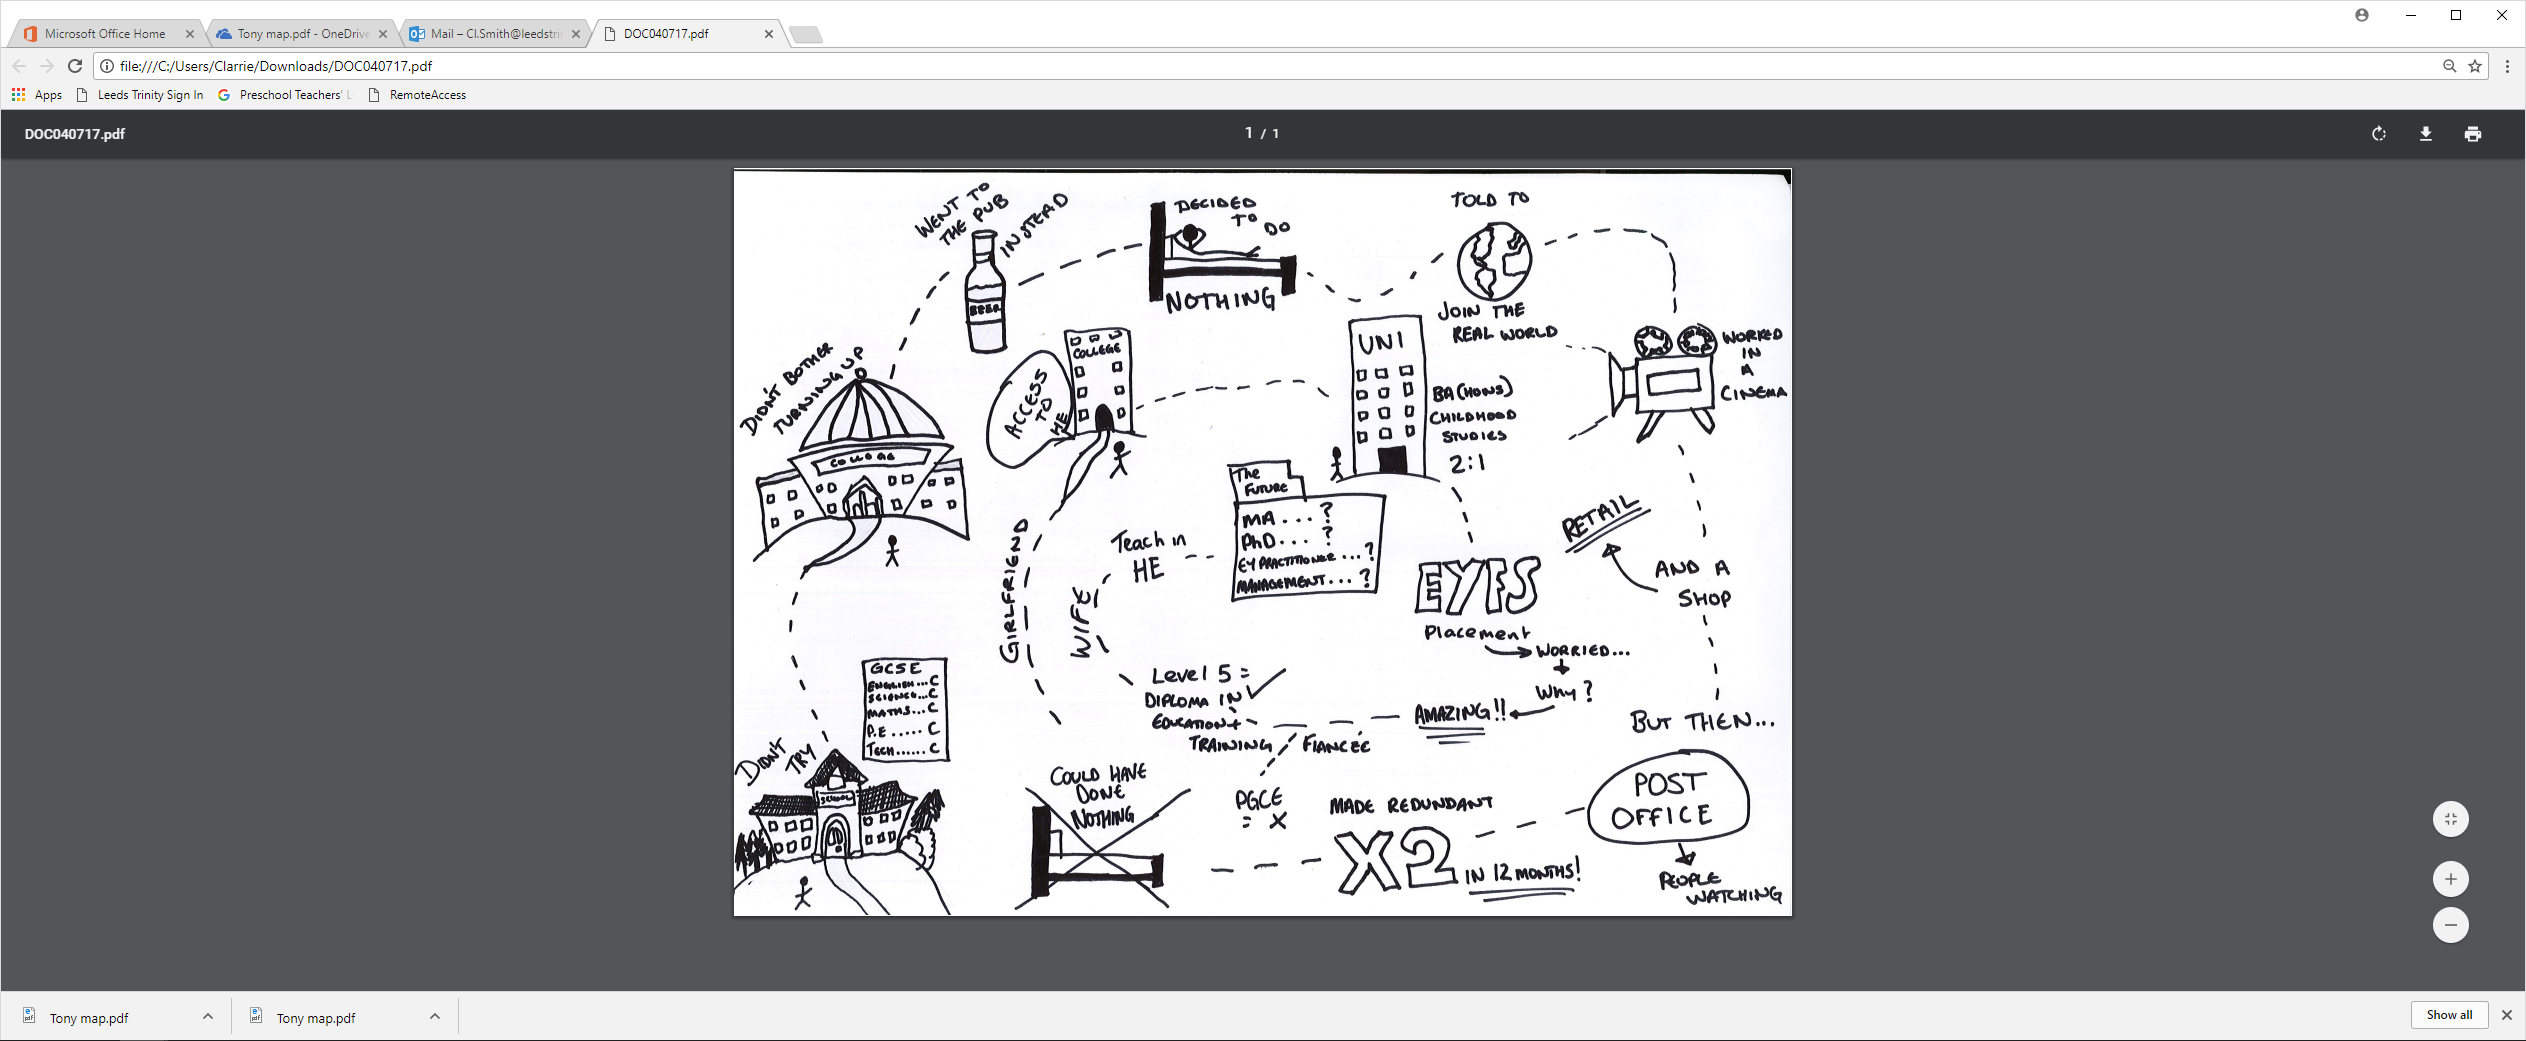 Microsoft Office Home
Tony map.pdf - OneDrive
Mail – Cl.Smith@leedstri
DOC040717.pdf
file:///C:/Users/Clarrie/Downloads/DOC040717.pdf
Apps
Leeds Trinity Sign In
Preschool Teachers' L
RemoteAccess
DOC040717.pdf
1 / 1
DIDN'T
TRY
SCHOOL
GCSE
ENGLISH...C
SCIENCE...C
MATHS...C
P.E.....C
TECH......C
DIDN'T BOTHER
TURNING UP
COLLEGE
WENT TO
THE PUB
INSTEAD
BEER
DECIDED
TO
DO
NOTHING
TOLD TO
JOIN THE
REAL WORLD
WORKED
IN
A
CINEMA
AND A
SHOP
RETAIL
BUT THEN...
POST
OFFICE
PEOPLE
WATCHING
MADE REDUNDANT
X2
IN 12 MONTHS!
COULD HAVE
DONE
NOTHING
GIRLFRIEND
ACCESS
TO
HE
COLLEGE
UNI
BA (HONS)
CHILDHOOD
STUDIES
2:1
EYFS
Placement
WORRIED...
Why?
AMAZING!!
FIANCÉE
PGCE
= X
Level 5 =
DIPLOMA IN
EDUCATION +
TRAINING
WIFE
Teach in
HE
The
FUTURE
MA...?
PhD...?
EY PRACTITIONER...?
MANAGEMENT...?
Tony map.pdf
Tony map.pdf
Show all